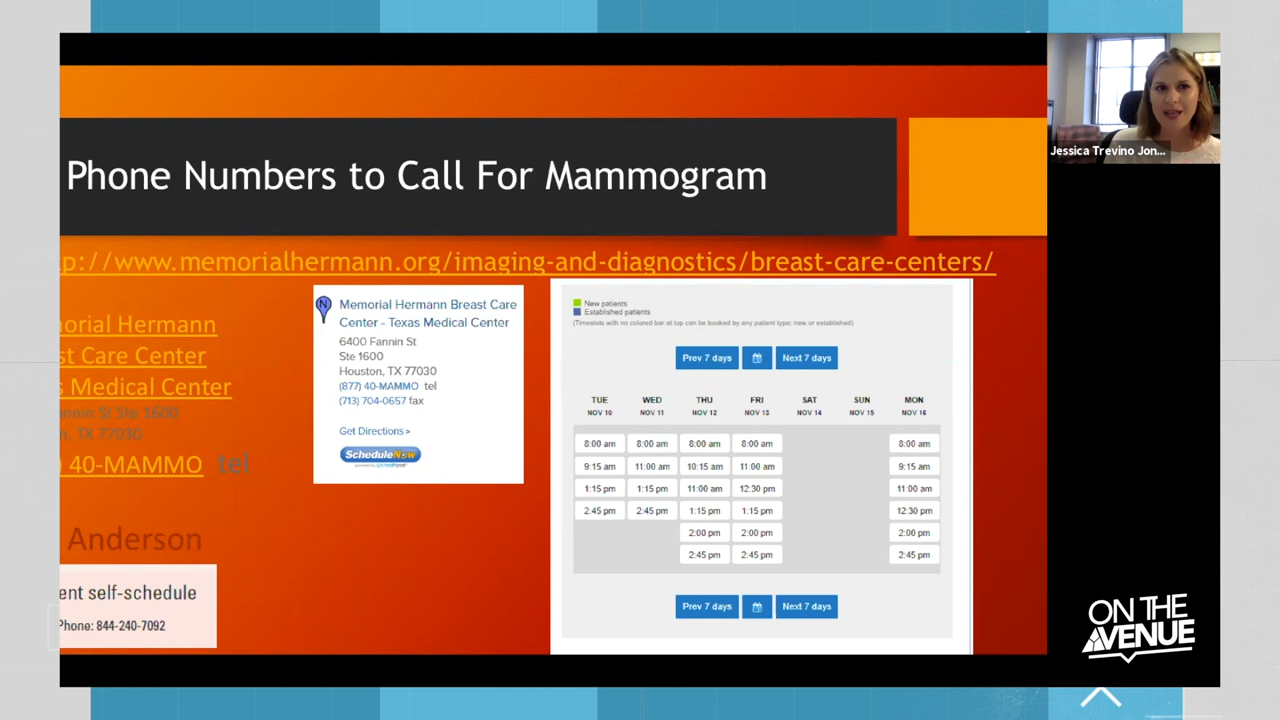 Phone Numbers to Call For Mammogram
Jessica Trevino Jon...
p://www.memorialhermann.org/imaging-and-diagnostics/breast-care-centers/
orial Hermann
st Care Center
s Medical Center
annin St Ste 1600
n, TX 77030
) 40-MAMMO tel
Anderson
ent self-schedule
Phone: 844-240-7092
N
Memorial Hermann Breast Care
Center - Texas Medical Center
6400 Fannin St
Ste 1600
Houston, TX 77030
(877) 40-MAMMO tel
(713) 704-0657 fax
Get Directions >
ScheduleNow
New patients
Established patients
(Timeslots with no colored bar at top can be booked by any patient type; new or established)
Prev 7 days Next 7 days
TUE WED THU FRI SAT SUN MON
NOV 10 NOV 11 NOV 12 NOV 13 NOV 14 NOV 15 NOV 16
8:00 am 8:00 am 8:00 am 8:00 am 8:00 am
9:15 am 11:00 am 10:15 am 11:00 am 9:15 am
1:15 pm 1:15 pm 11:00 am 12:30 pm 11:00 am
2:45 pm 2:45 pm 1:15 pm 1:15 pm 12:30 pm
2:00 pm 2:00 pm 2:00 pm
2:45 pm 2:45 pm 2:45 pm
Prev 7 days Next 7 days
ON THE
AVENUE